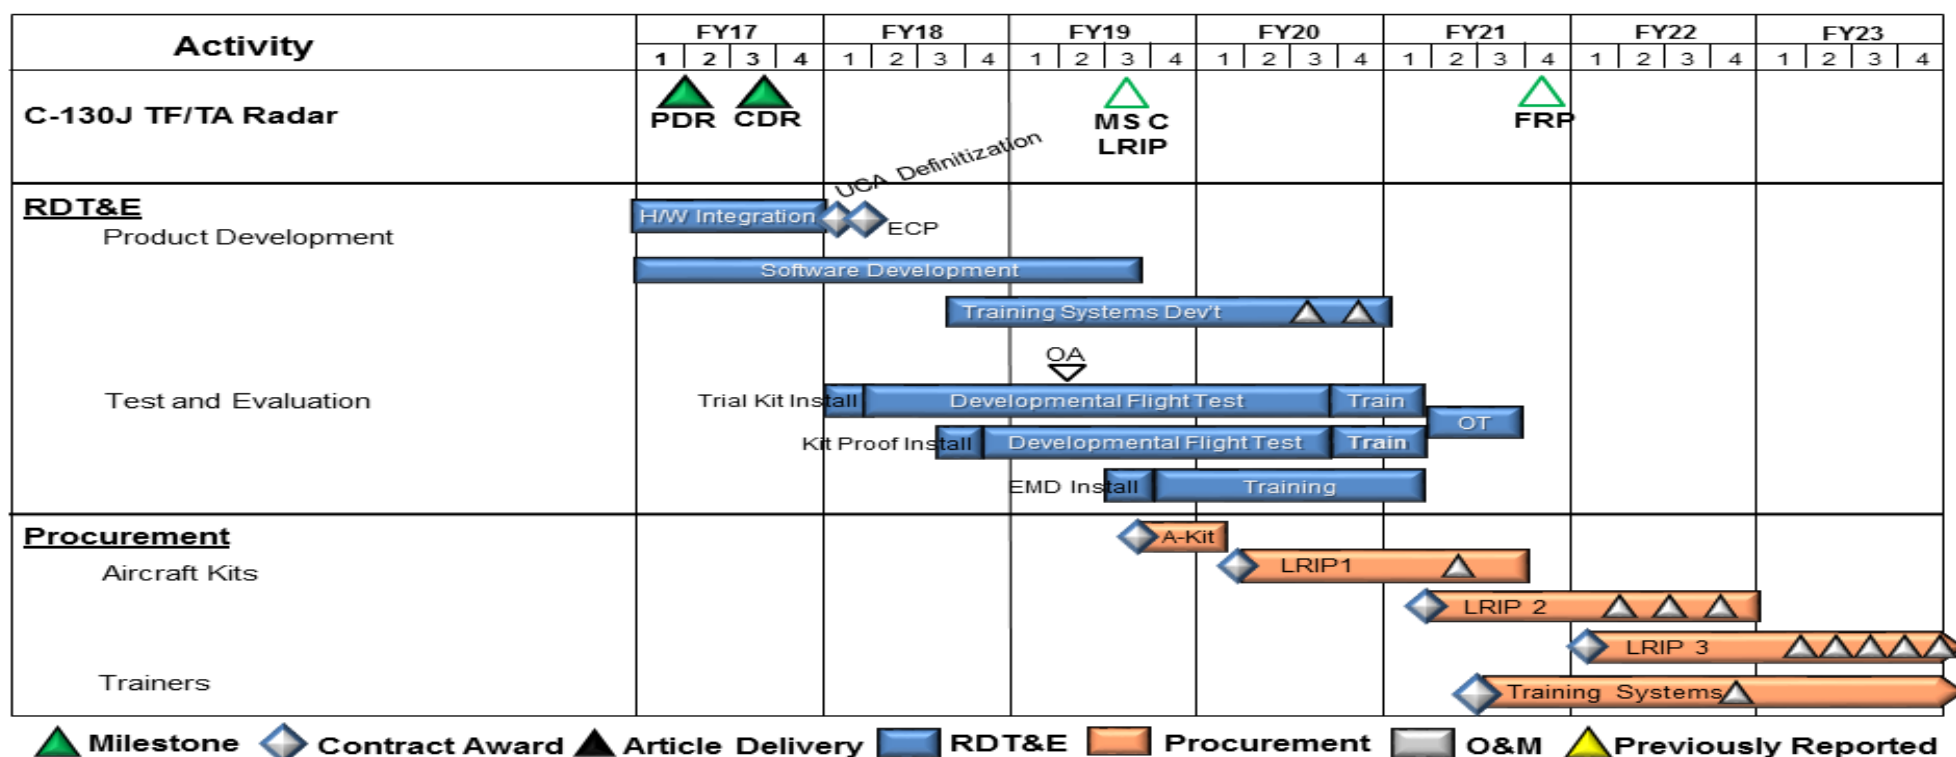 Activity
FY17 FY18 FY19 FY20 FY21 FY22 FY23
1 2 3 4 1 2 3 4 1 2 3 4 1 2 3 4 1 2 3 4 1 2 3 4 1 2 3 4
C-130J TF/TA Radar
PDR CDR MS C FRP
LRIP
UCA Definitization
RDT&E
H/W Integration
Product Development
ECP
Software Development
Training Systems Dev't
OA
Test and Evaluation
Trial Kit Install Developmental Flight Test Train
OT
Kit Proof Install Developmental Flight Test Train
EMD Install Training
Procurement
A-Kit
Aircraft Kits
LRIP1
LRIP 2
LRIP 3
Trainers
Training Systems
Milestone Contract Award Article Delivery RDT&E Procurement O&M Previously Reported